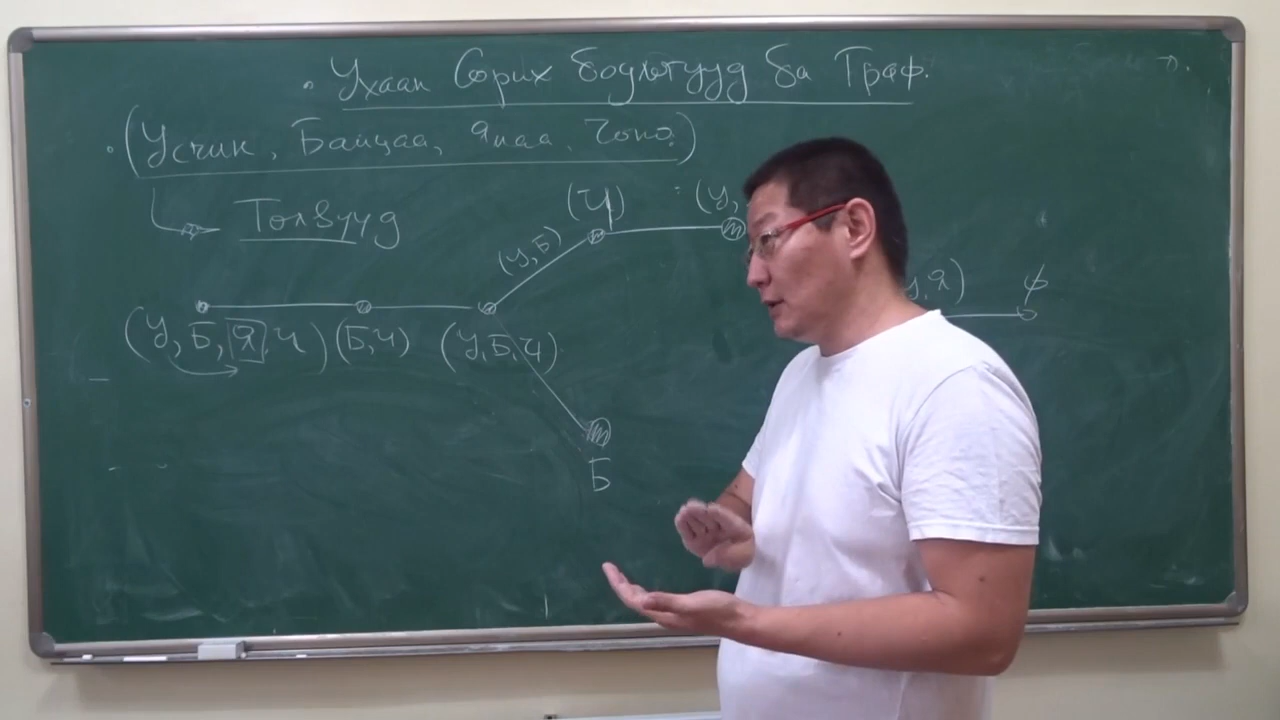 Ухаан Сорих бодлогууд ба Граф.
(Усчин, Байцаа, Ямаа, Чоно.)
Төлвүүд
(Ч) (У,
(У,Б)
У,Я) ϕ
(У, Б, Я, Ч) (Б,Ч) (У,Б,Ч)
Б